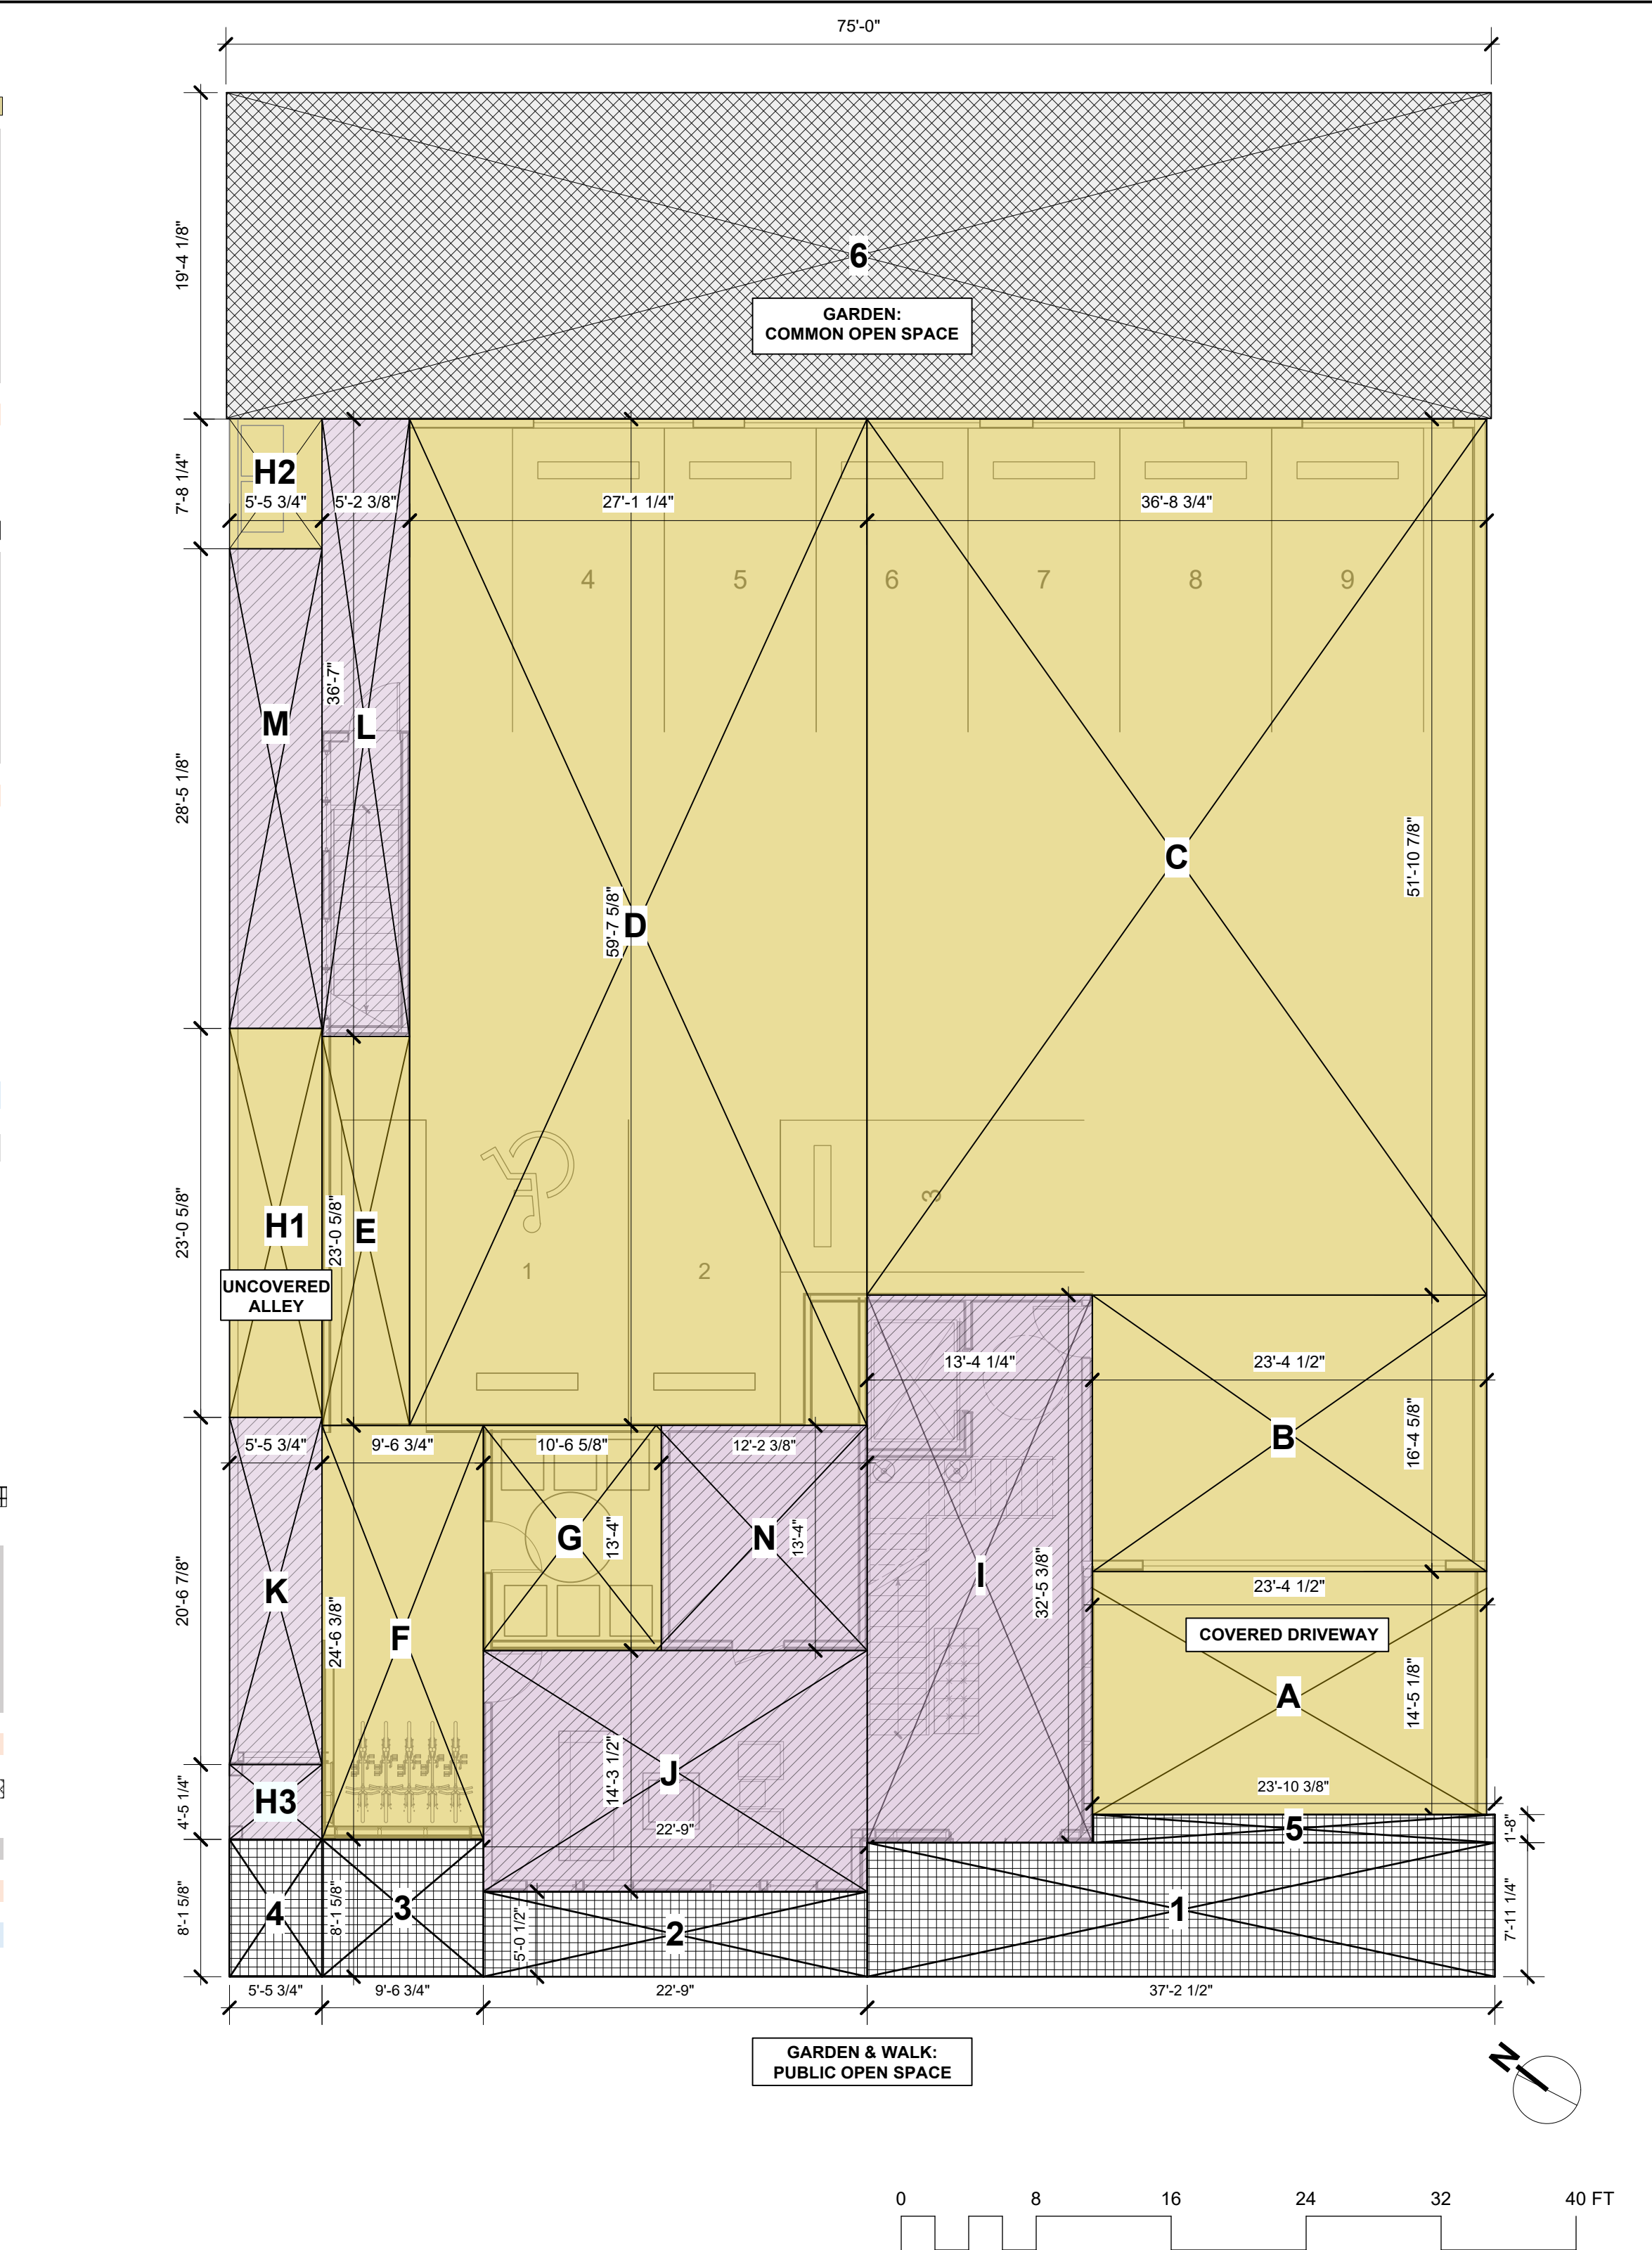 75'-0"
19'-4 1/8"
6
GARDEN:
COMMON OPEN SPACE
7'-8 1/4"
H2
5'-5 3/4"
5'-2 3/8"
27'-1 1/4"
36'-8 3/4"
4
5
6
7
8
9
28'-5 1/8"
M
36'-7"
L
D
59'-7 5/8"
C
51'-10 7/8"
23'-0 5/8"
H1
23'-0 5/8"
E
UNCOVERED
ALLEY
1
2
3
13'-4 1/4"
23'-4 1/2"
5'-5 3/4"
9'-6 3/4"
10'-6 5/8"
12'-2 3/8"
B
16'-4 5/8"
G
13'-4"
N
13'-4"
20'-6 7/8"
K
24'-6 3/8"
F
I
32'-5 3/8"
23'-4 1/2"
COVERED DRIVEWAY
A
14'-5 1/8"
14'-3 1/2"
J
22'-9"
23'-10 3/8"
4'-5 1/4"
H3
5
1'-8"
8'-1 5/8"
4
8'-1 5/8"
3
5'-0 1/2"
2
1
7'-11 1/4"
5'-5 3/4"
9'-6 3/4"
22'-9"
37'-2 1/2"
GARDEN & WALK:
PUBLIC OPEN SPACE
N
0
8
16
24
32
40 FT